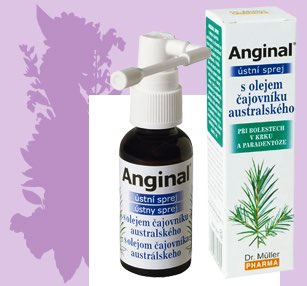 Anginal®
ústní sprej
s olejem
čajovníku
australského
PŘI BOLESTECH
V KRKU
A PARADENTÓZE
Dr. Müller
PHARMA
Anginal®
ústní sprej
ústny sprej
s olejem čajovníku
australského
s olejom čajovníka
austrálského